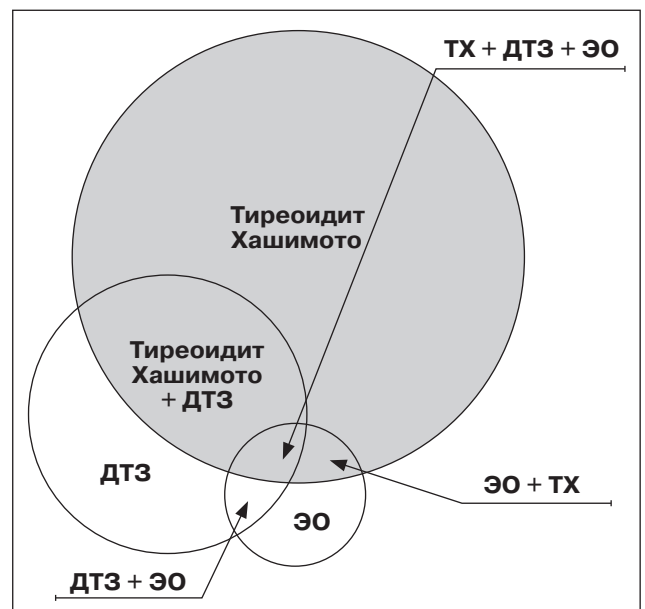 ТХ + ДТЗ + ЭО
Тиреоидит
Хашимото
Тиреоидит
Хашимото
+ ДТЗ
ДТЗ
ЭО + ТХ
ЭО
ДТЗ + ЭО